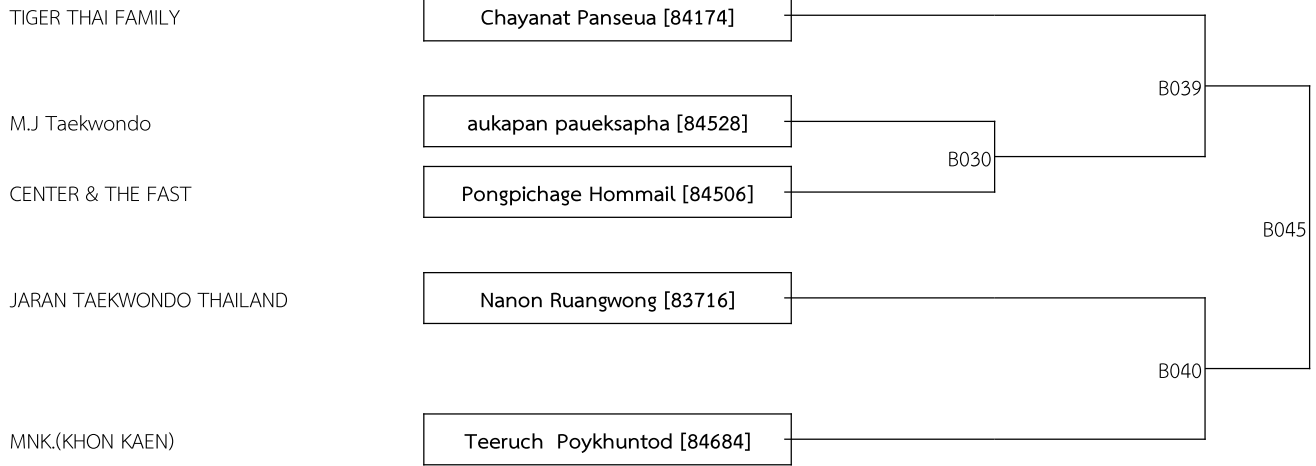 TIGER THAI FAMILY
Chayanat Panseua [84174]
B039
M.J Taekwondo
aukapan paueksapha [84528]
B030
CENTER & THE FAST
Pongpichage Hommail [84506]
B045
JARAN TAEKWONDO THAILAND
Nanon Ruangwong [83716]
B040
MNK.(KHON KAEN)
Teeruch  Poykhuntod [84684]